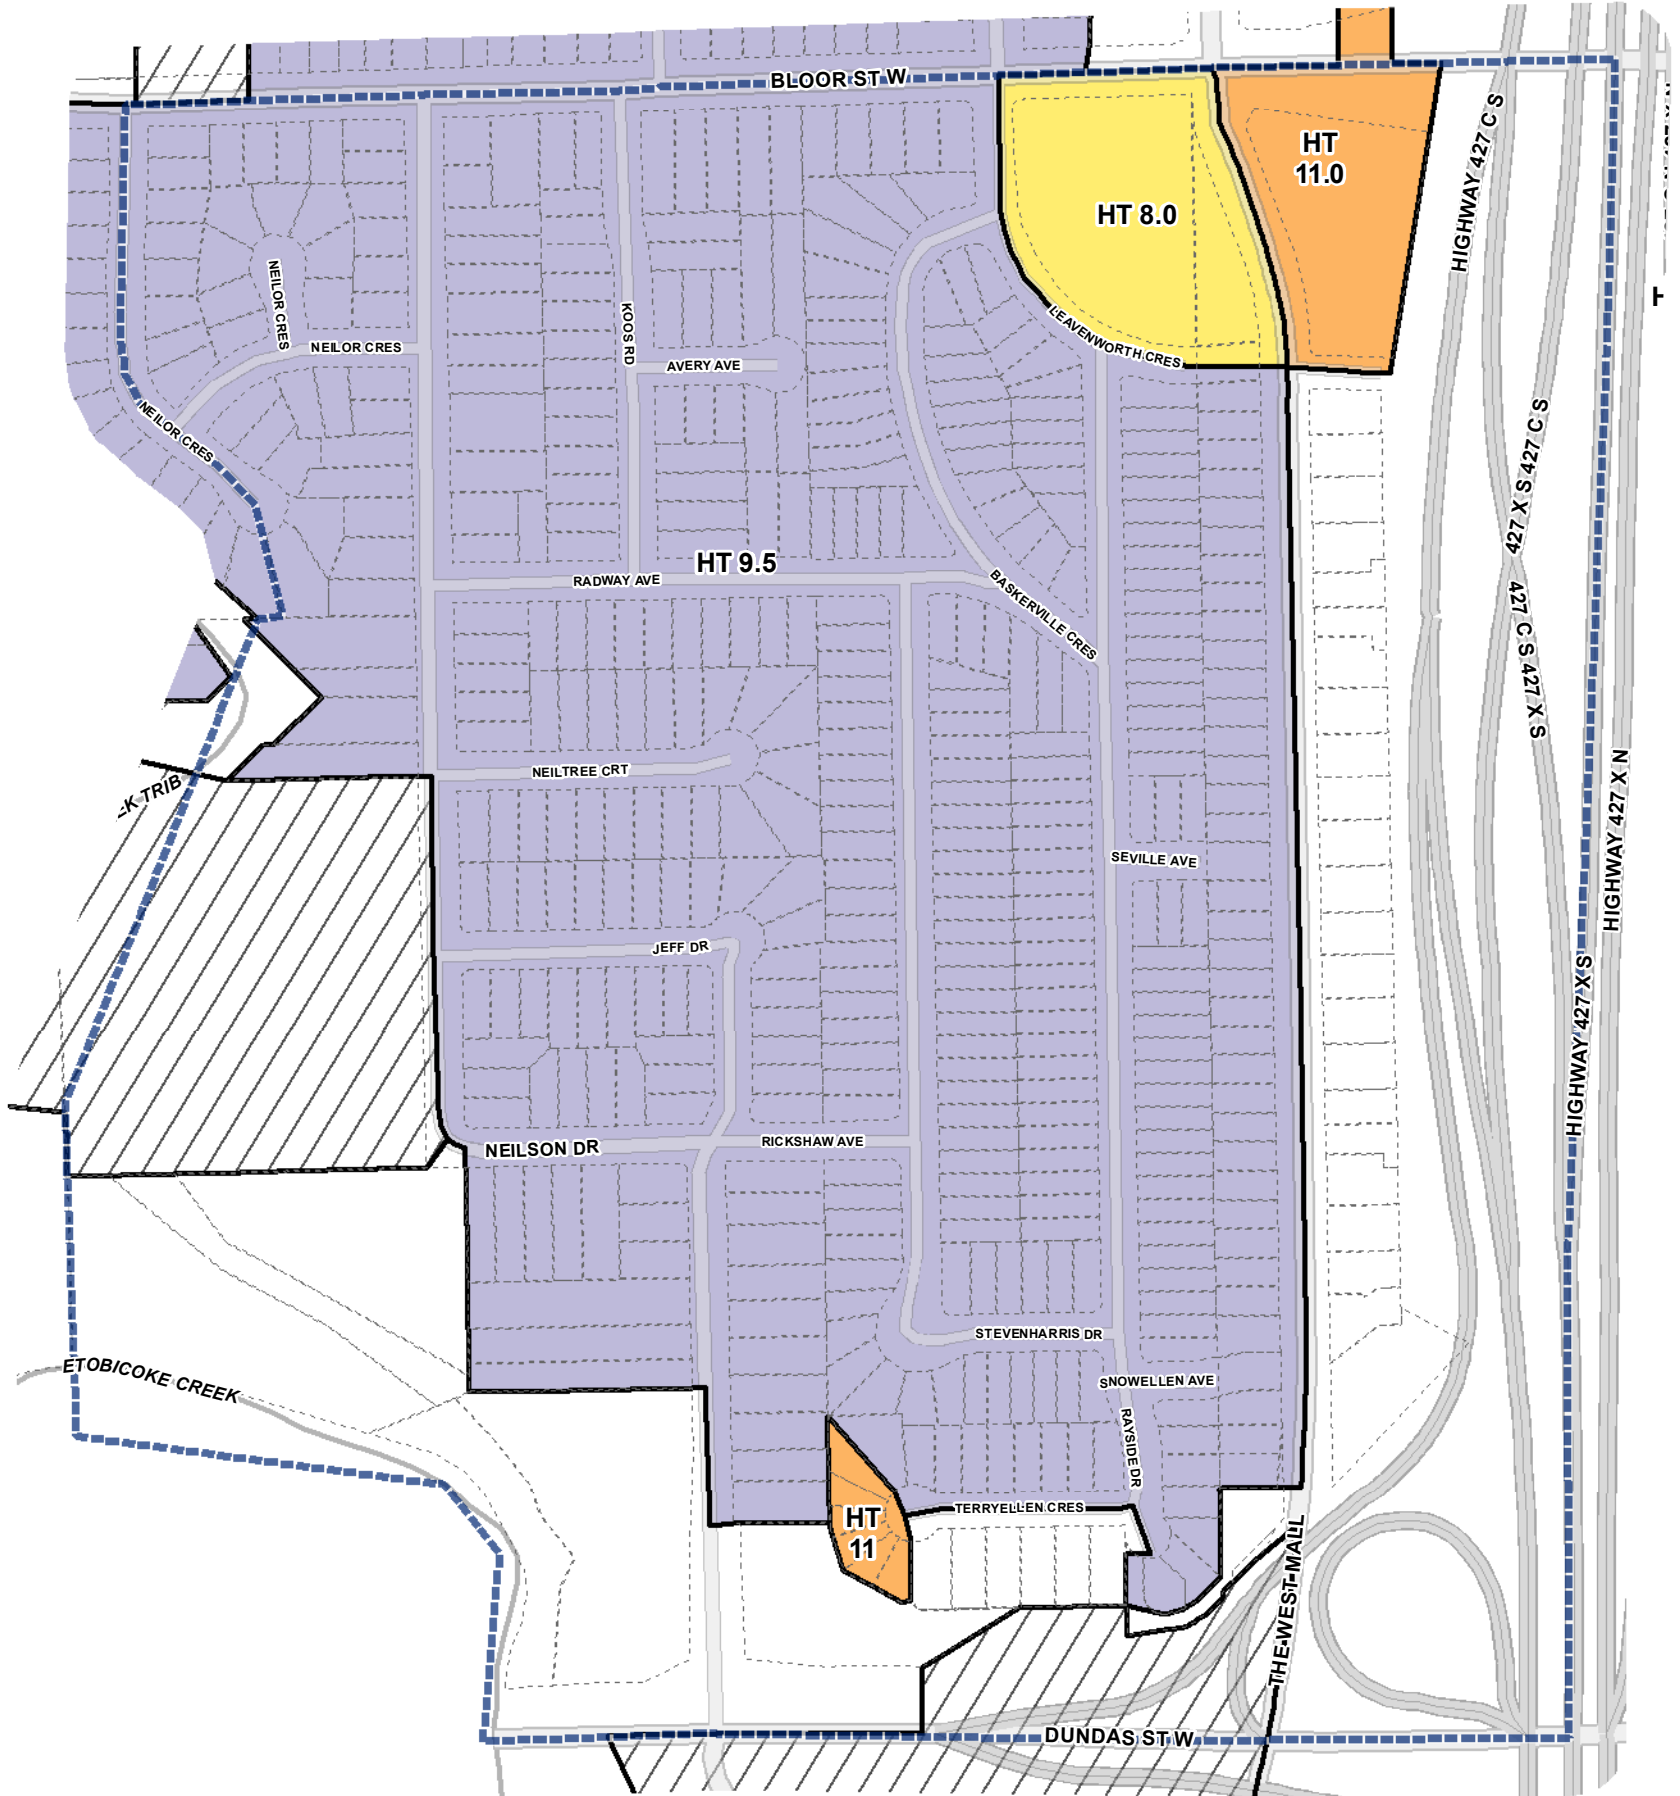 BLOOR ST W
HIGHWAY 427 C S
HT
11.0
HT 8.0
NEILOR CRES
KOOS RD
NEILOR CRES
AVERY AVE
LEAVENWORTH CRES
NEILOR CRES
427 X S 427 C S
HT 9.5
RADWAY AVE
BASKERVILLE CRES
427 C S 427 X S
NEILTREE CRT
EK TRIB
HIGHWAY 427 X N
SEVILLE AVE
JEFF DR
HIGHWAY 427 X S
NEILSON DR
RICKSHAW AVE
STEVENHARRIS DR
ETOBICOKE CREEK
SNOWELLEN AVE
RAYSIDE DR
TERRYELLEN CRES
HT
11
THE WEST MALL
DUNDAS ST W